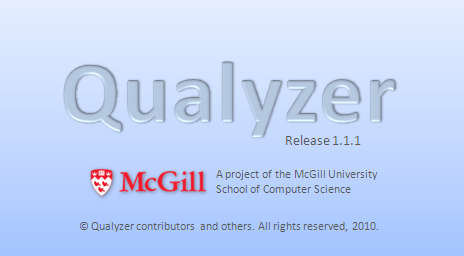 Qualyzer
Release 1.1.1
McGill
A project of the McGill University
School of Computer Science
© Qualyzer contributors and others. All rights reserved, 2010.